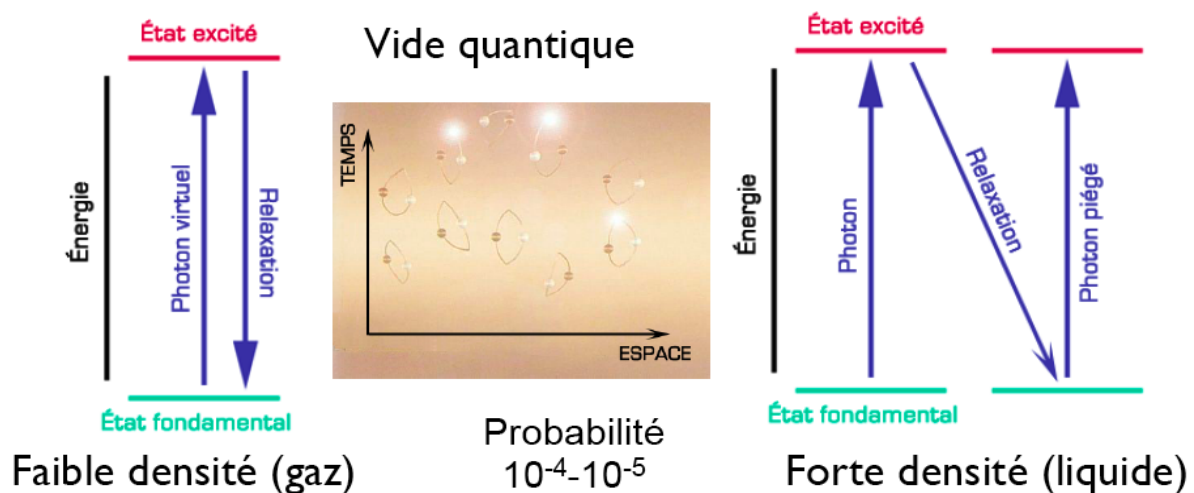 État excité
Énergie
Photon virtuel
Relaxation
État fondamental
Faible densité (gaz)
Vide quantique
TEMPS
ESPACE
Probabilité
10⁻⁴-10⁻⁵
État excité
Énergie
Photon
Relaxation
Photon piégé
État fondamental
Forte densité (liquide)